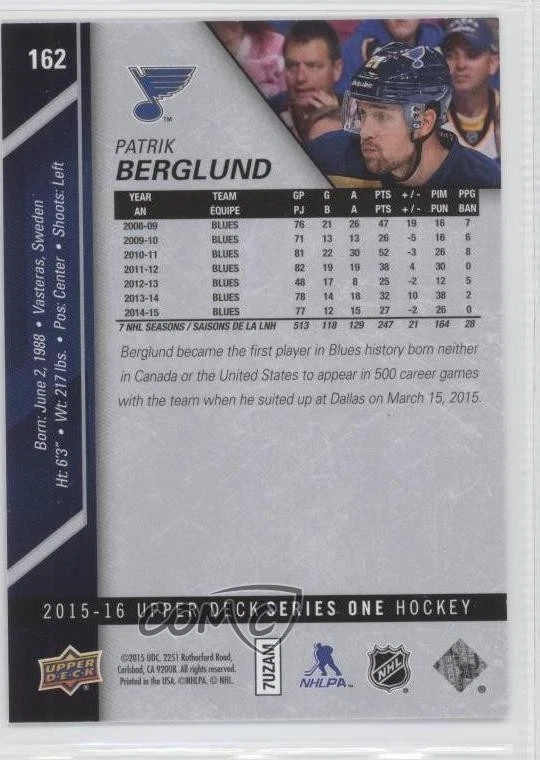 162
TM
PATRIK
BERGLUND
YEAR TEAM GP G A PTS + / - PIM PPG
AN ÉQUIPE PJ B A PTS + / - PUN BAN
2008-09 BLUES 76 21 26 47 19 16 7
2009-10 BLUES 71 13 13 26 -5 16 6
2010-11 BLUES 81 22 30 52 -3 26 8
2011-12 BLUES 82 19 19 38 4 30 0
2012-13 BLUES 48 17 8 25 -2 12 5
2013-14 BLUES 78 14 18 32 10 38 2
2014-15 BLUES 77 12 15 27 -2 26 0
7 NHL SEASONS / SAISONS DE LA LNH 513 118 129 247 21 164 28
Berglund became the first player in Blues history born neither
in Canada or the United States to appear in 500 career games
with the team when he suited up at Dallas on March 15, 2015.
Born: June 2, 1988 • Vasteras, Sweden
Ht: 6'3" • Wt: 217 lbs. • Pos: Center • Shoots: Left
2015-16 UPPER DECK SERIES ONE HOCKEY
COMC
UPPER
DECK
®
©2015 UDC. 2251 Rutherford Road,
Carlsbad, CA 92008. All rights reserved.
Printed in the USA. ©NHLPA. © NHL.
7UZAM
NHLPA™
NHL
®
®